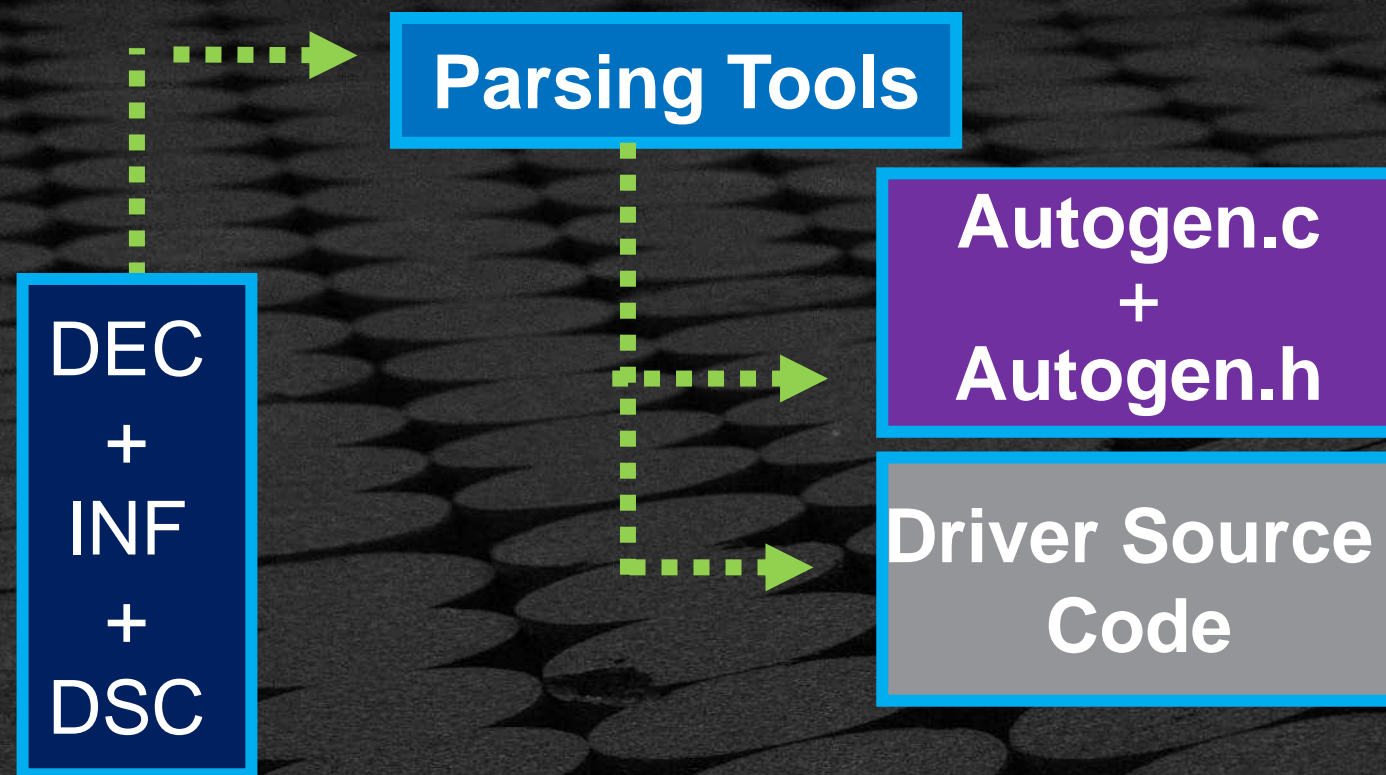 Parsing Tools
Autogen.c
+
Autogen.h
DEC
+
INF
+
DSC
Driver Source
Code